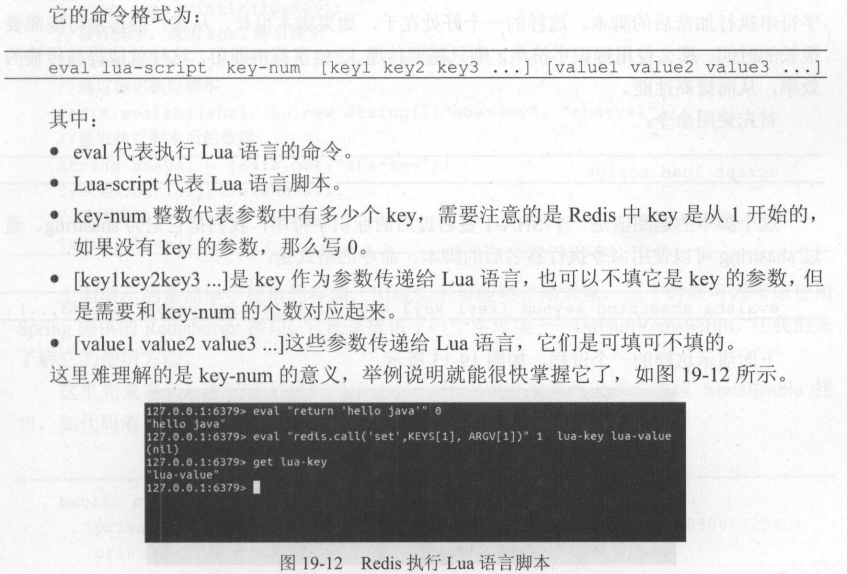 它的命令格式为：
eval lua-script key-num [key1 key2 key3 ...] [value1 value2 value3 ...]
其中：
● eval 代表执行 Lua 语言的命令。
● Lua-script 代表 Lua 语言脚本。
● key-num 整数代表参数中有多少个 key，需要注意的是 Redis 中 key 是从 1 开始的，
如果没有 key 的参数，那么写 0。
● [key1key2key3 ...]是 key 作为参数传递给 Lua 语言，也可以不填它是 key 的参数，但
是需要和 key-num 的个数对应起来。
● [value1 value2 value3 ...]这些参数传递给 Lua 语言，它们是可填可不填的。
这里难理解的是 key-num 的意义，举例说明就能很快掌握它了，如图 19-12 所示。
127.0.0.1:6379> eval "return 'hello java'" 0
"hello java"
127.0.0.1:6379> eval "redis.call('set',KEYS[1], ARGV[1])" 1 lua-key lua-value
(nil)
127.0.0.1:6379> get lua-key
"lua-value"
127.0.0.1:6379>
图 19-12 Redis 执行 Lua 语言脚本